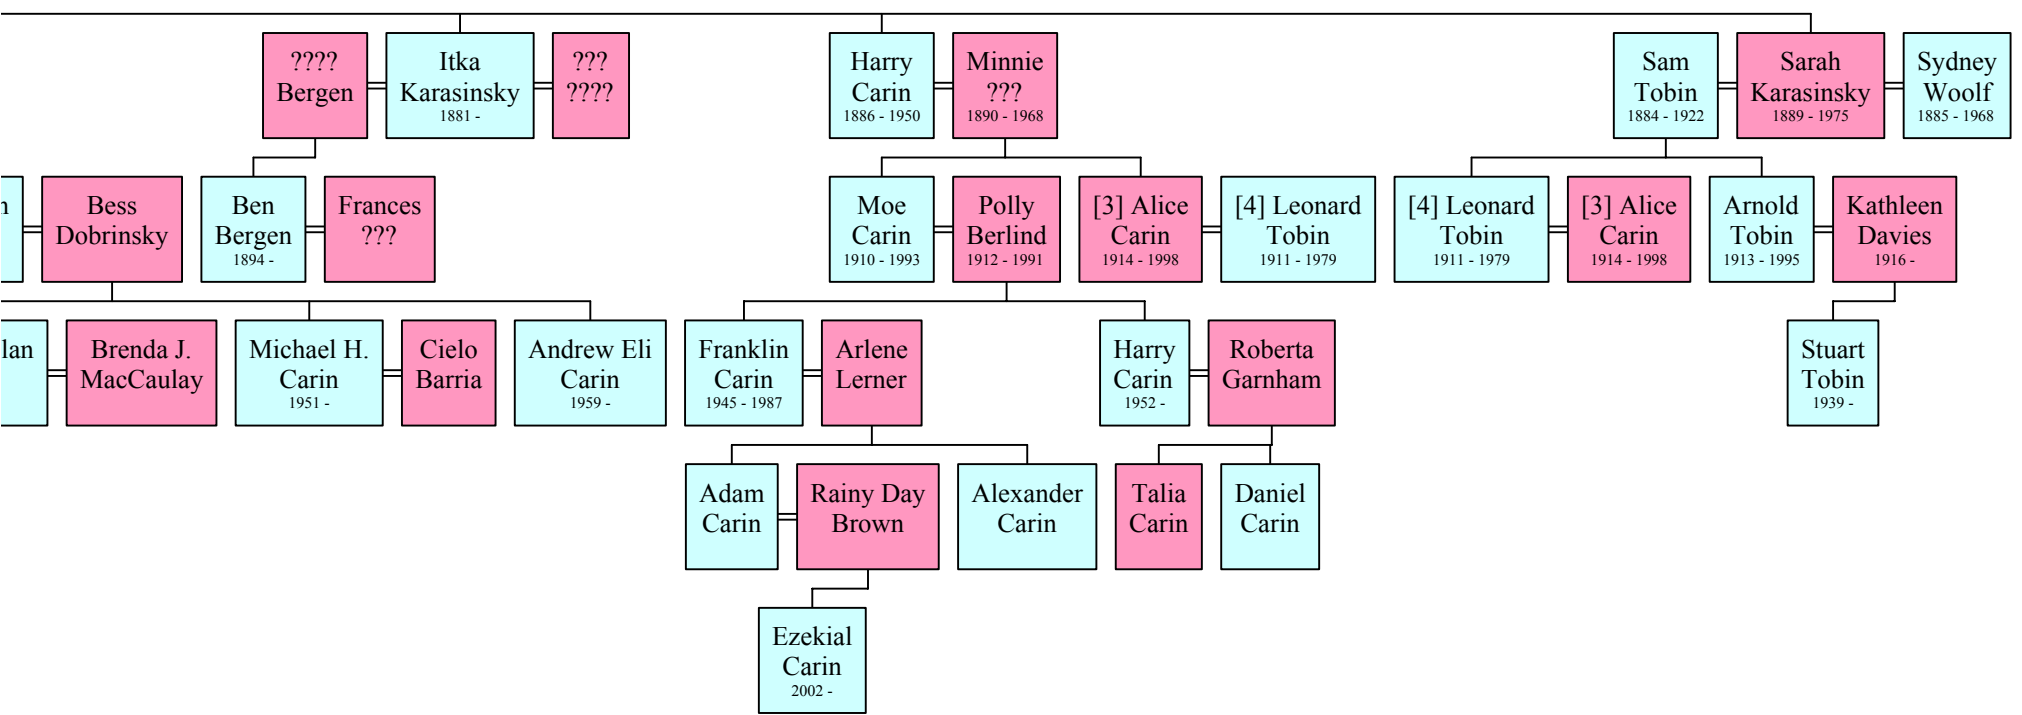 ????
Bergen
Itka
Karasinsky
1881 -
???
????
Harry
Carin
1886 - 1950
Minnie
???
1890 - 1968
Sam
Tobin
1884 - 1922
Sarah
Karasinsky
1889 - 1975
Sydney
Woolf
1885 - 1968
Bess
Dobrinsky
Ben
Bergen
1894 -
Frances
???
Moe
Carin
1910 - 1993
Polly
Berlind
1912 - 1991
[3] Alice
Carin
1914 - 1998
[4] Leonard
Tobin
1911 - 1979
[4] Leonard
Tobin
1911 - 1979
[3] Alice
Carin
1914 - 1998
Arnold
Tobin
1913 - 1995
Kathleen
Davies
1916 -
lan
Brenda J.
MacCaulay
Michael H.
Carin
1951 -
Cielo
Barria
Andrew Eli
Carin
1959 -
Franklin
Carin
1945 - 1987
Arlene
Lerner
Harry
Carin
1952 -
Roberta
Garnham
Stuart
Tobin
1939 -
Adam
Carin
Rainy Day
Brown
Alexander
Carin
Talia
Carin
Daniel
Carin
Ezekial
Carin
2002 -